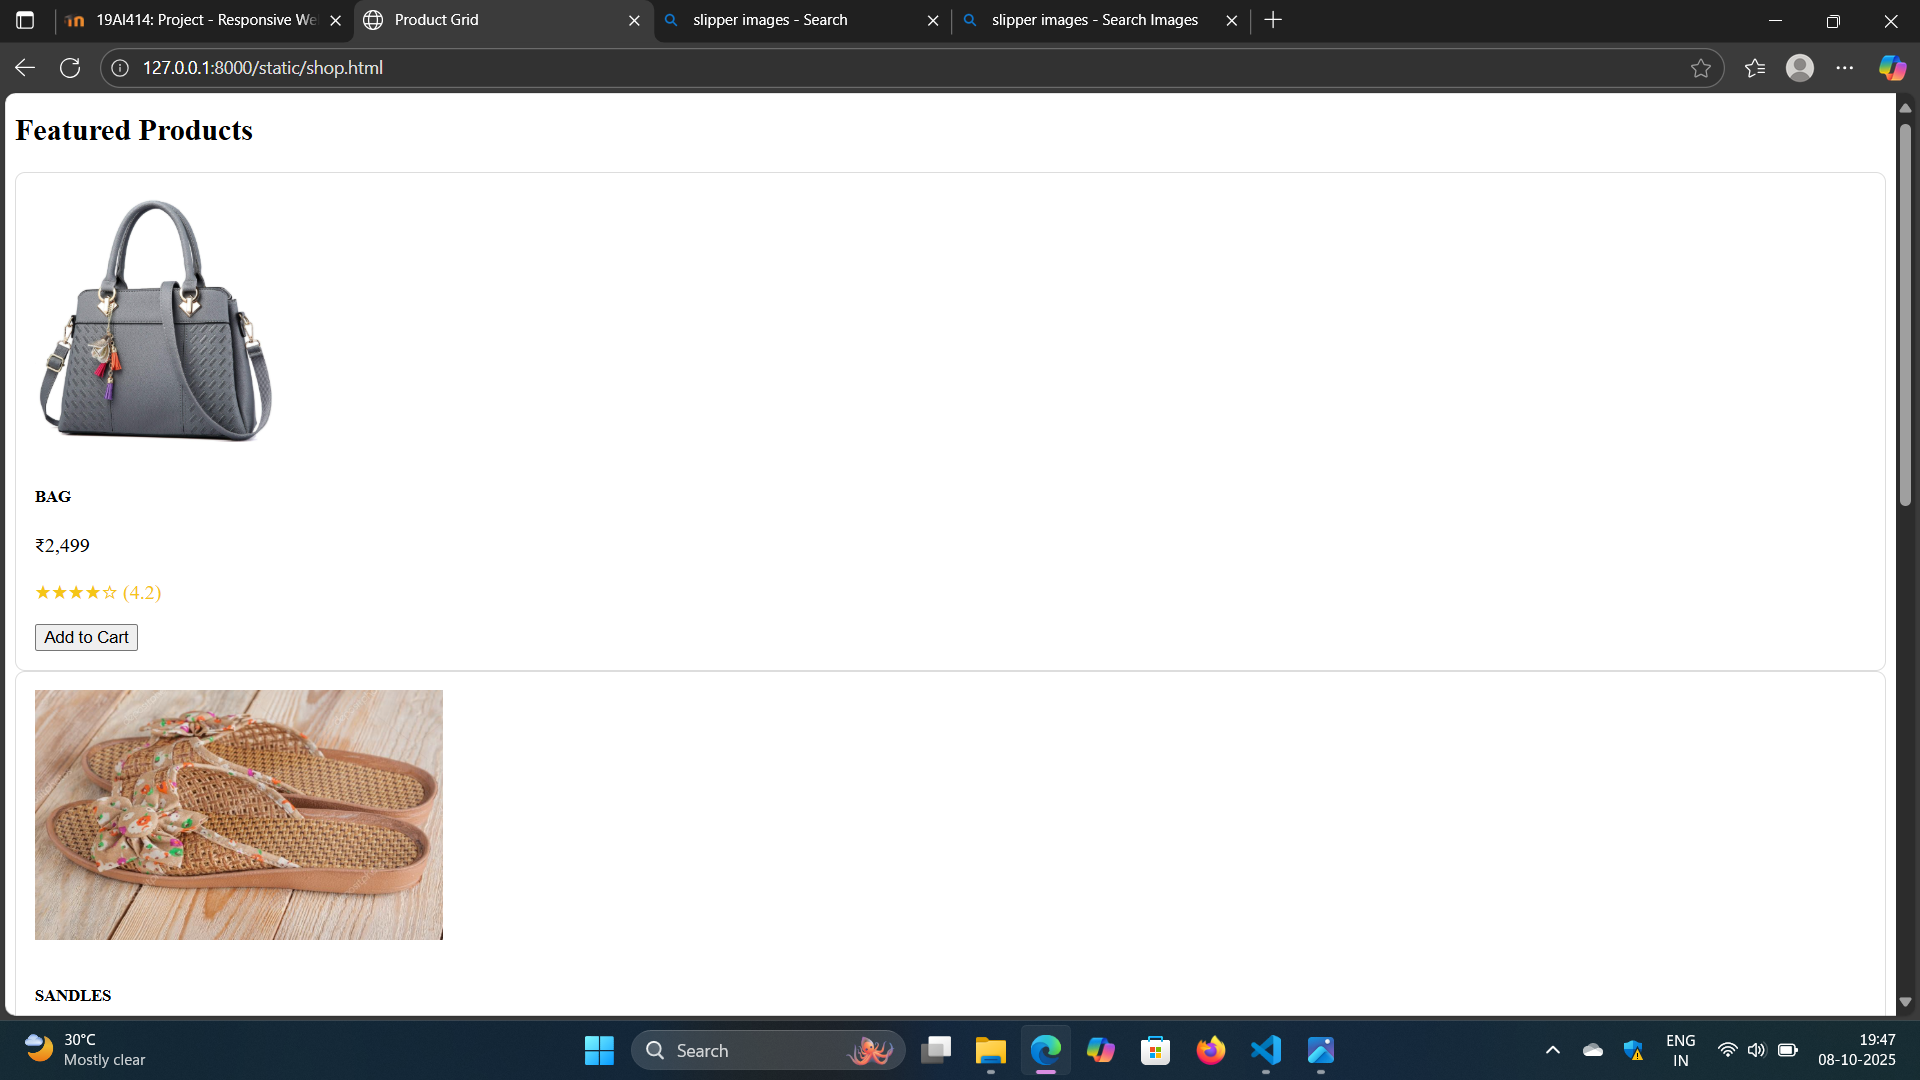 19AI414: Project - Responsive We
Product Grid
slipper images - Search
slipper images - Search Images
127.0.0.1:8000/static/shop.html
Featured Products
BAG
₹2,499
★★★★☆ (4.2)
Add to Cart
SANDLES
30°C
Mostly clear
Search
ENG
IN
19:47
08-10-2025